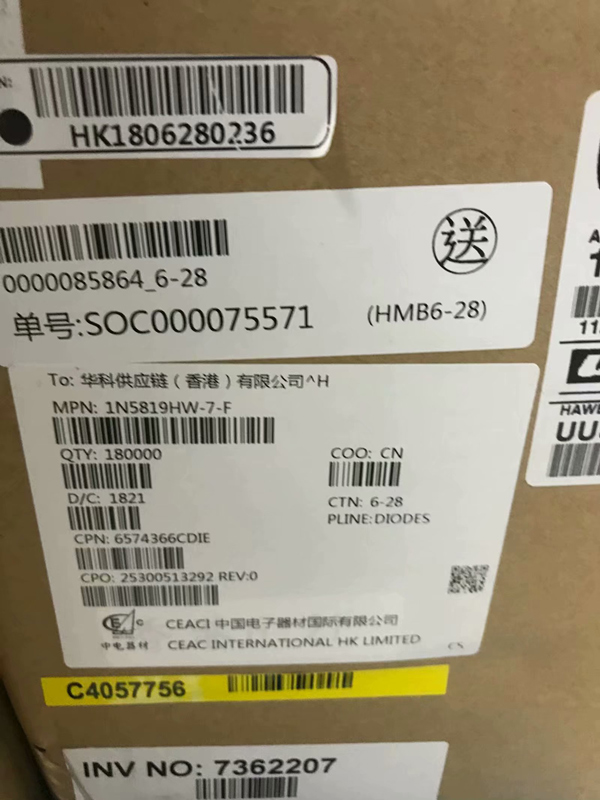 N:
HK1806280236
送
0000085864_6-28
单号:SOC000075571 (HMB6-28)
To: 华科供应链(香港)有限公司^H
MPN: 1N5819HW-7-F
QTY: 180000
COO: CN
D/C: 1821
CTN: 6-28
PLINE:DIODES
CPN: 6574366CDIE
CPO: 25300513292 REV:0
CEACI 中国电子器材国际有限公司
中电器材 CEAC INTERNATIONAL HK LIMITED
CS
C4057756
INV NO: 7362207
11
HAWB